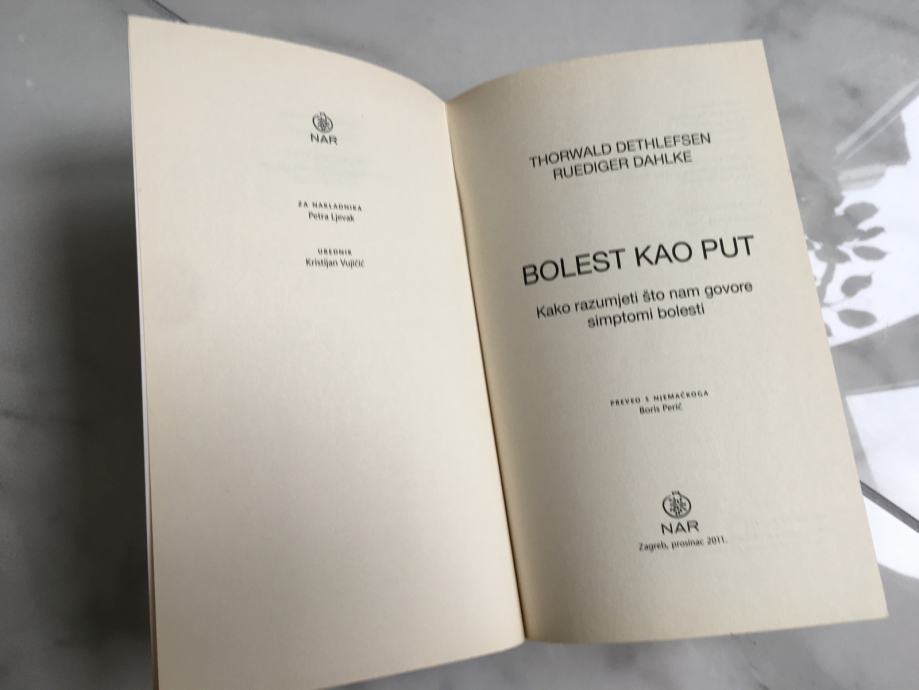 NAR
ZA NAKLADNIKA
Petra Ljevak
UREDNIK
Kristijan Vujičić
THORWALD DETHLEFSEN
RUEDIGER DAHLKE
BOLEST KAO PUT
Kako razumjeti što nam govore
simptomi bolesti
PREVEO S NJEMAČKOGA
Boris Perić
NAR
Zagreb, prosinac 2011.